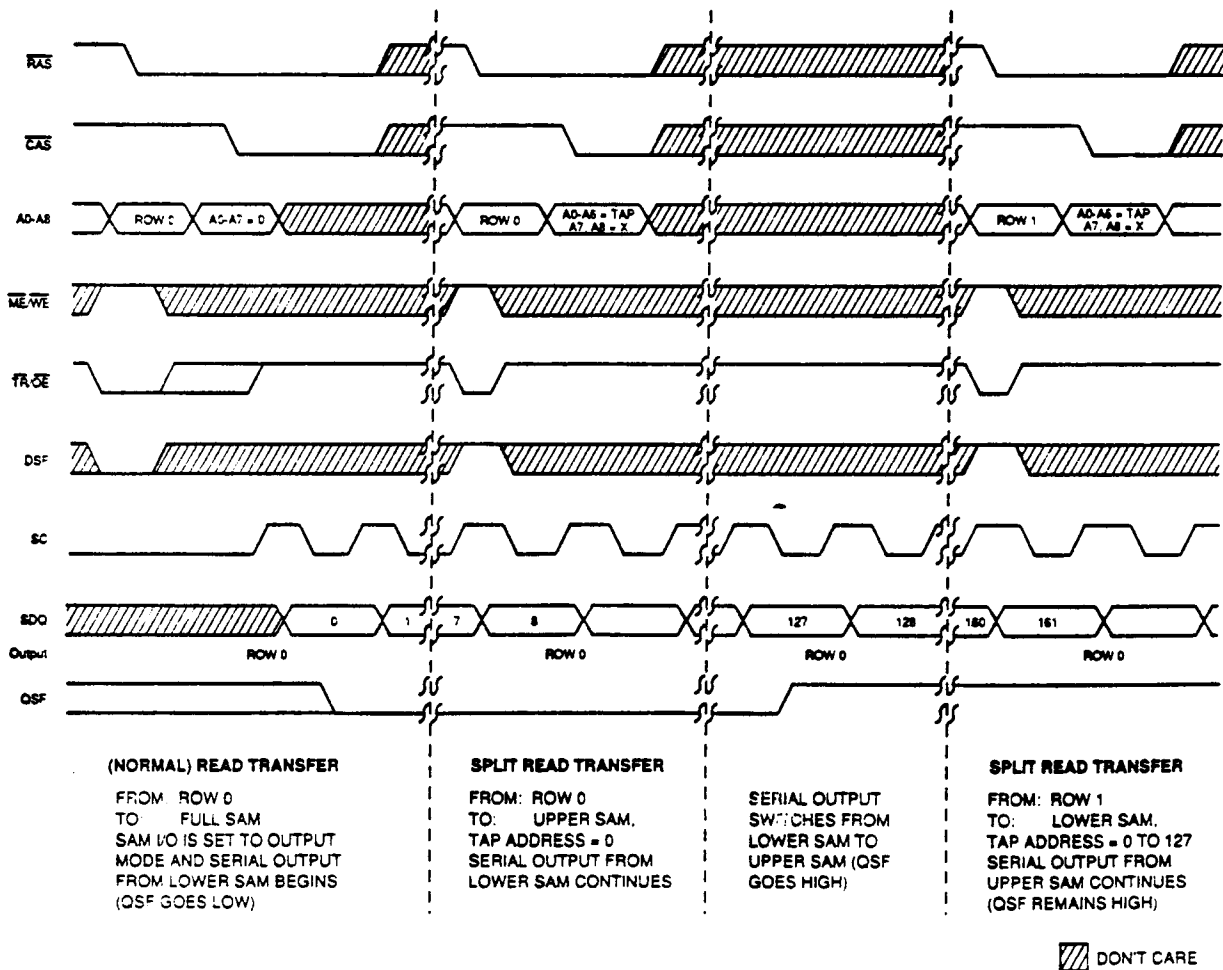 RAS
CAS
A0-A8 ROW 0 A0-A7 = 0 ROW 0 A0-A6 = TAP A7, A8 = X ROW 1 A0-A6 = TAP A7, A8 = X
ME/WE
TR/OE
DSF
SC
SDQ 0 1 7 8 127 128 160 161
Output ROW 0 ROW 0 ROW 0 ROW 0
QSF
(NORMAL) READ TRANSFER
FROM: ROW 0
TO: FULL SAM
SAM I/O IS SET TO OUTPUT
MODE AND SERIAL OUTPUT
FROM LOWER SAM BEGINS
(QSF GOES LOW)
SPLIT READ TRANSFER
FROM: ROW 0
TO: UPPER SAM,
TAP ADDRESS = 0
SERIAL OUTPUT FROM
LOWER SAM CONTINUES
SERIAL OUTPUT
SWITCHES FROM
LOWER SAM TO
UPPER SAM (QSF
GOES HIGH)
SPLIT READ TRANSFER
FROM: ROW 1
TO: LOWER SAM,
TAP ADDRESS = 0 TO 127
SERIAL OUTPUT FROM
UPPER SAM CONTINUES
(QSF REMAINS HIGH)
DON'T CARE